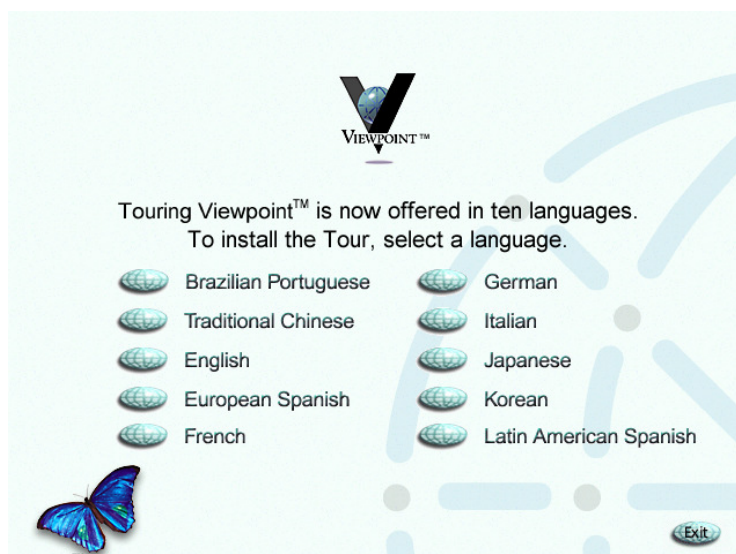 VIEWPOINT™
Touring Viewpoint™ is now offered in ten languages.
To install the Tour, select a language.
Brazilian Portuguese
Traditional Chinese
English
European Spanish
French
German
Italian
Japanese
Korean
Latin American Spanish
Exit